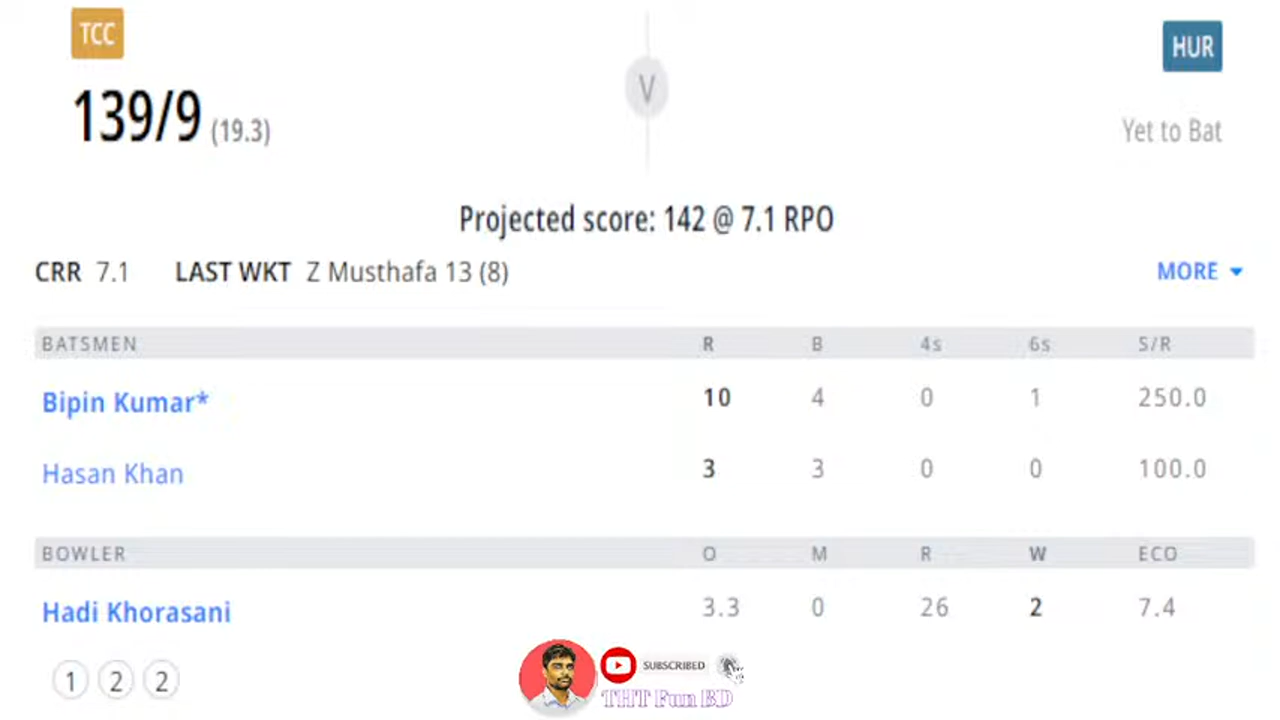 TCC
V
HUR
139/9 (19.3)
Yet to Bat
Projected score: 142 @ 7.1 RPO
CRR 7.1 LAST WKT Z Musthafa 13 (8) MORE
BATSMEN R B 4s 6s S/R
Bipin Kumar* 10 4 0 1 250.0
Hasan Khan 3 3 0 0 100.0
BOWLER O M R W ECO
Hadi Khorasani 3.3 0 26 2 7.4
1 2 2
SUBSCRIBED
THT Fun BD